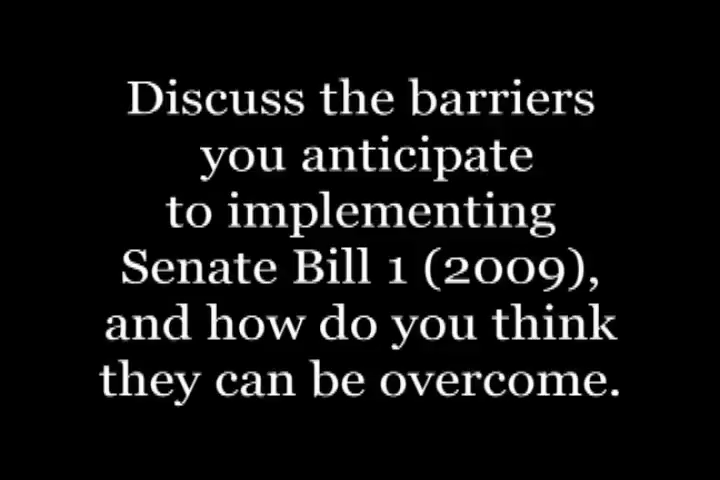 Discuss the barriers
you anticipate
to implementing
Senate Bill 1 (2009),
and how do you think
they can be overcome.